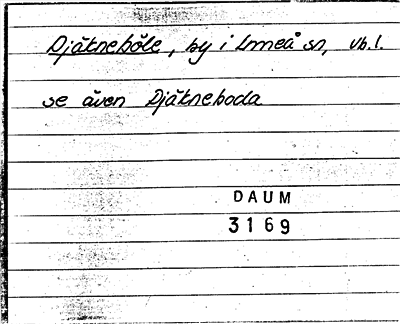 Djäkneböle, by i Umeå sn, Vb.l.
se även Djäkneboda
DAUM
3169